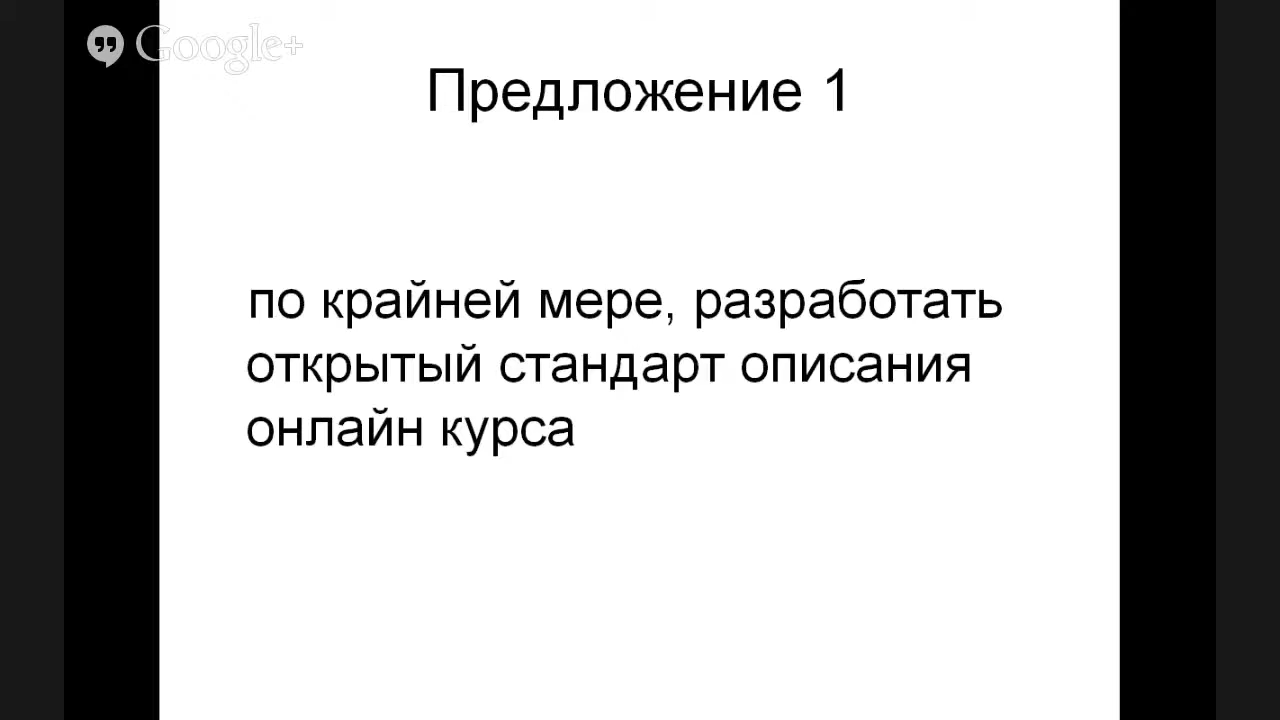 Google+
Предложение 1
по крайней мере, разработать
открытый стандарт описания
онлайн курса